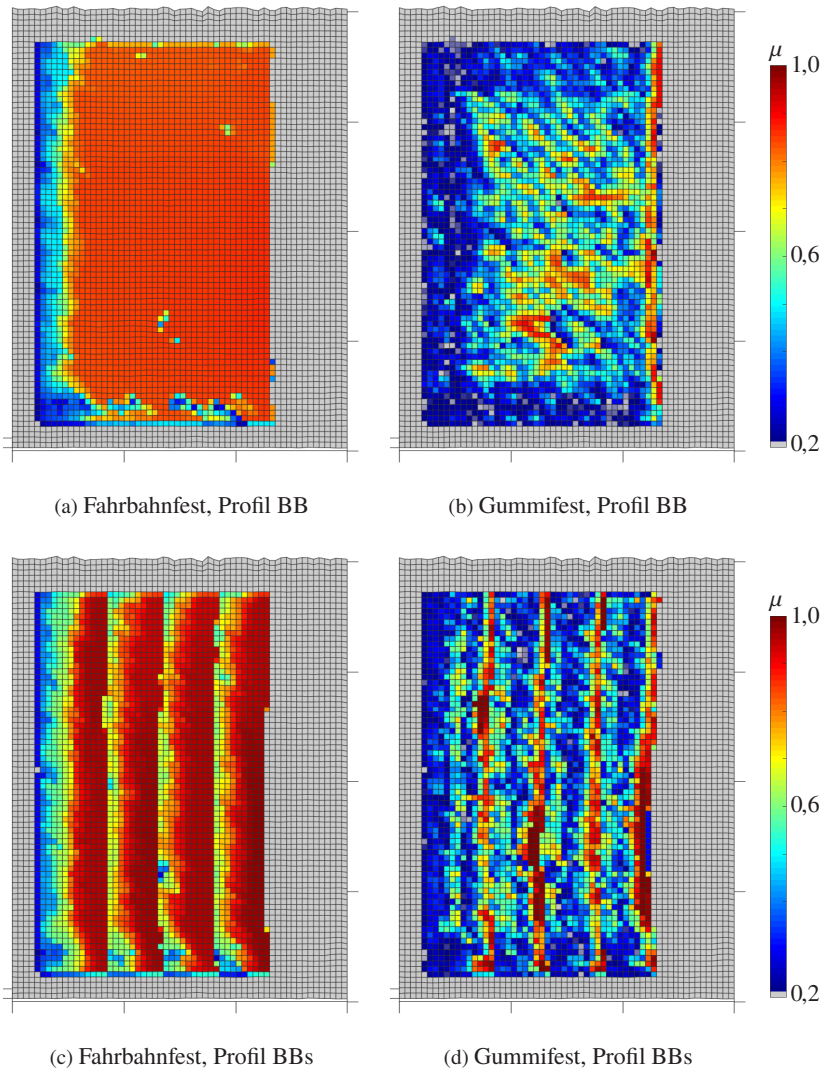 μ
1,0
0,6
0,2
(a) Fahrbahnfest, Profil BB
(b) Gummifest, Profil BB
μ
1,0
0,6
0,2
(c) Fahrbahnfest, Profil BBs
(d) Gummifest, Profil BBs